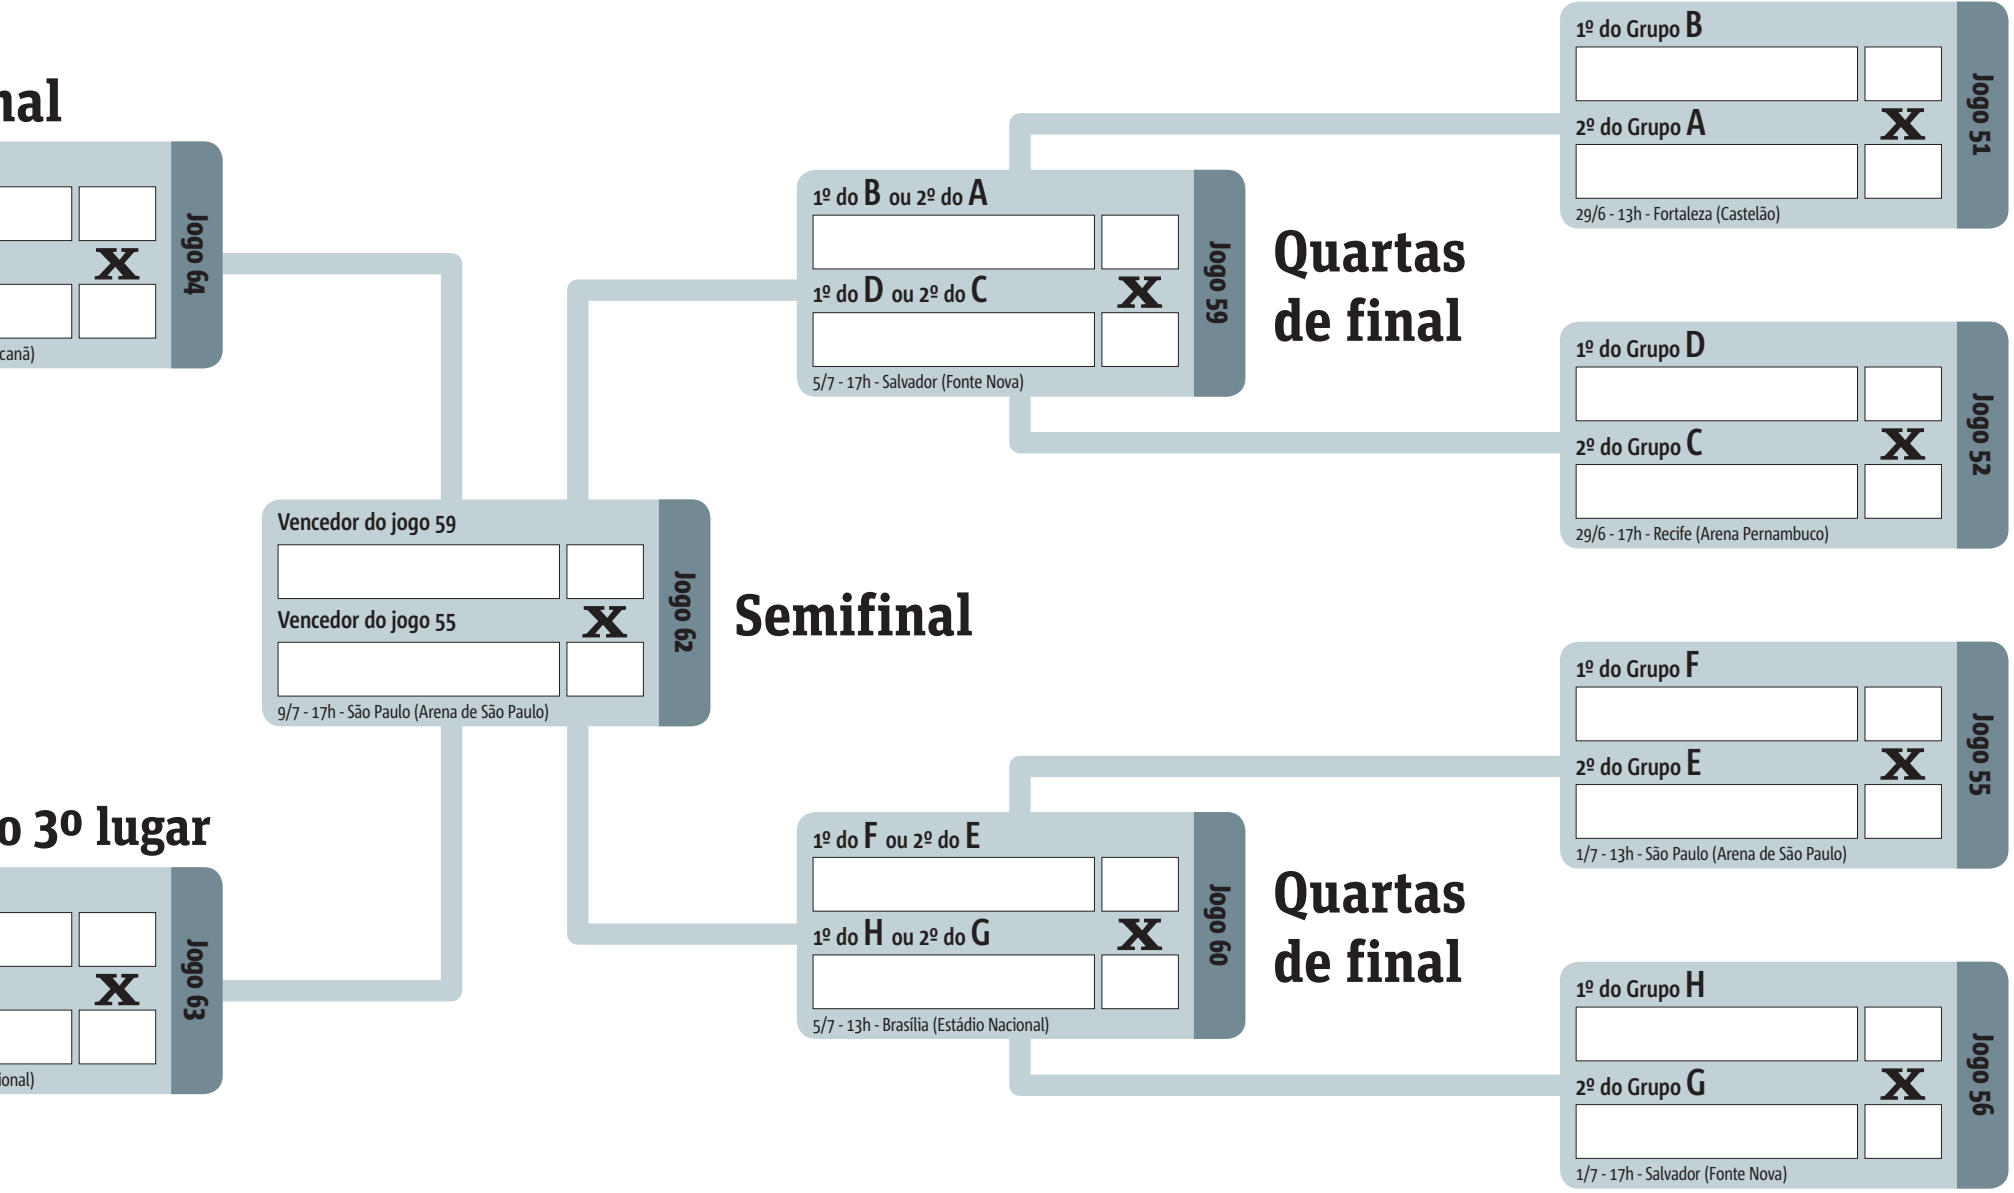 nal
X
Jogo 64
canã)
o 3º lugar
X
Jogo 63
ional)
Vencedor do jogo 59
Vencedor do jogo 55
X
9/7 - 17h - São Paulo (Arena de São Paulo)
Jogo 62
Semifinal
1º do B ou 2º do A
1º do D ou 2º do C
X
5/7 - 17h - Salvador (Fonte Nova)
Jogo 59
Quartas
de final
1º do F ou 2º do E
1º do H ou 2º do G
X
5/7 - 13h - Brasília (Estádio Nacional)
Jogo 60
Quartas
de final
1º do Grupo B
2º do Grupo A
X
29/6 - 13h - Fortaleza (Castelão)
Jogo 51
1º do Grupo D
2º do Grupo C
X
29/6 - 17h - Recife (Arena Pernambuco)
Jogo 52
1º do Grupo F
2º do Grupo E
X
1/7 - 13h - São Paulo (Arena de São Paulo)
Jogo 55
1º do Grupo H
2º do Grupo G
X
1/7 - 17h - Salvador (Fonte Nova)
Jogo 56